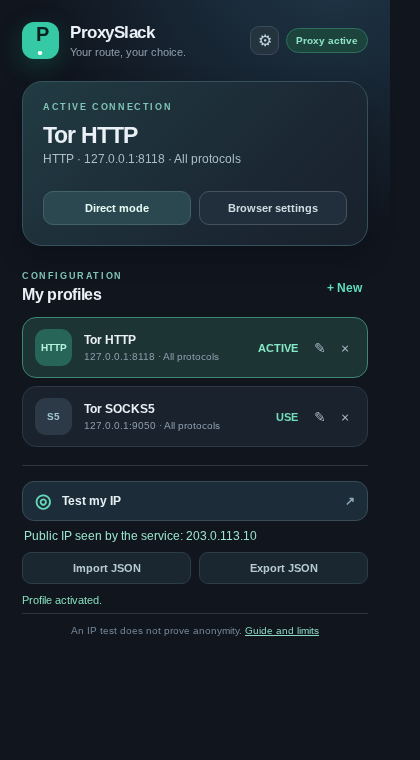 P
ProxySlack
Your route, your choice.
Proxy active
ACTIVE CONNECTION
Tor HTTP
HTTP · 127.0.0.1:8118 · All protocols
Direct mode
Browser settings
CONFIGURATION
My profiles
+ New
HTTP
Tor HTTP
127.0.0.1:8118 · All protocols
ACTIVE
S5
Tor SOCKS5
127.0.0.1:9050 · All protocols
USE
Test my IP
Public IP seen by the service: 203.0.113.10
Import JSON
Export JSON
Profile activated.
An IP test does not prove anonymity. Guide and limits